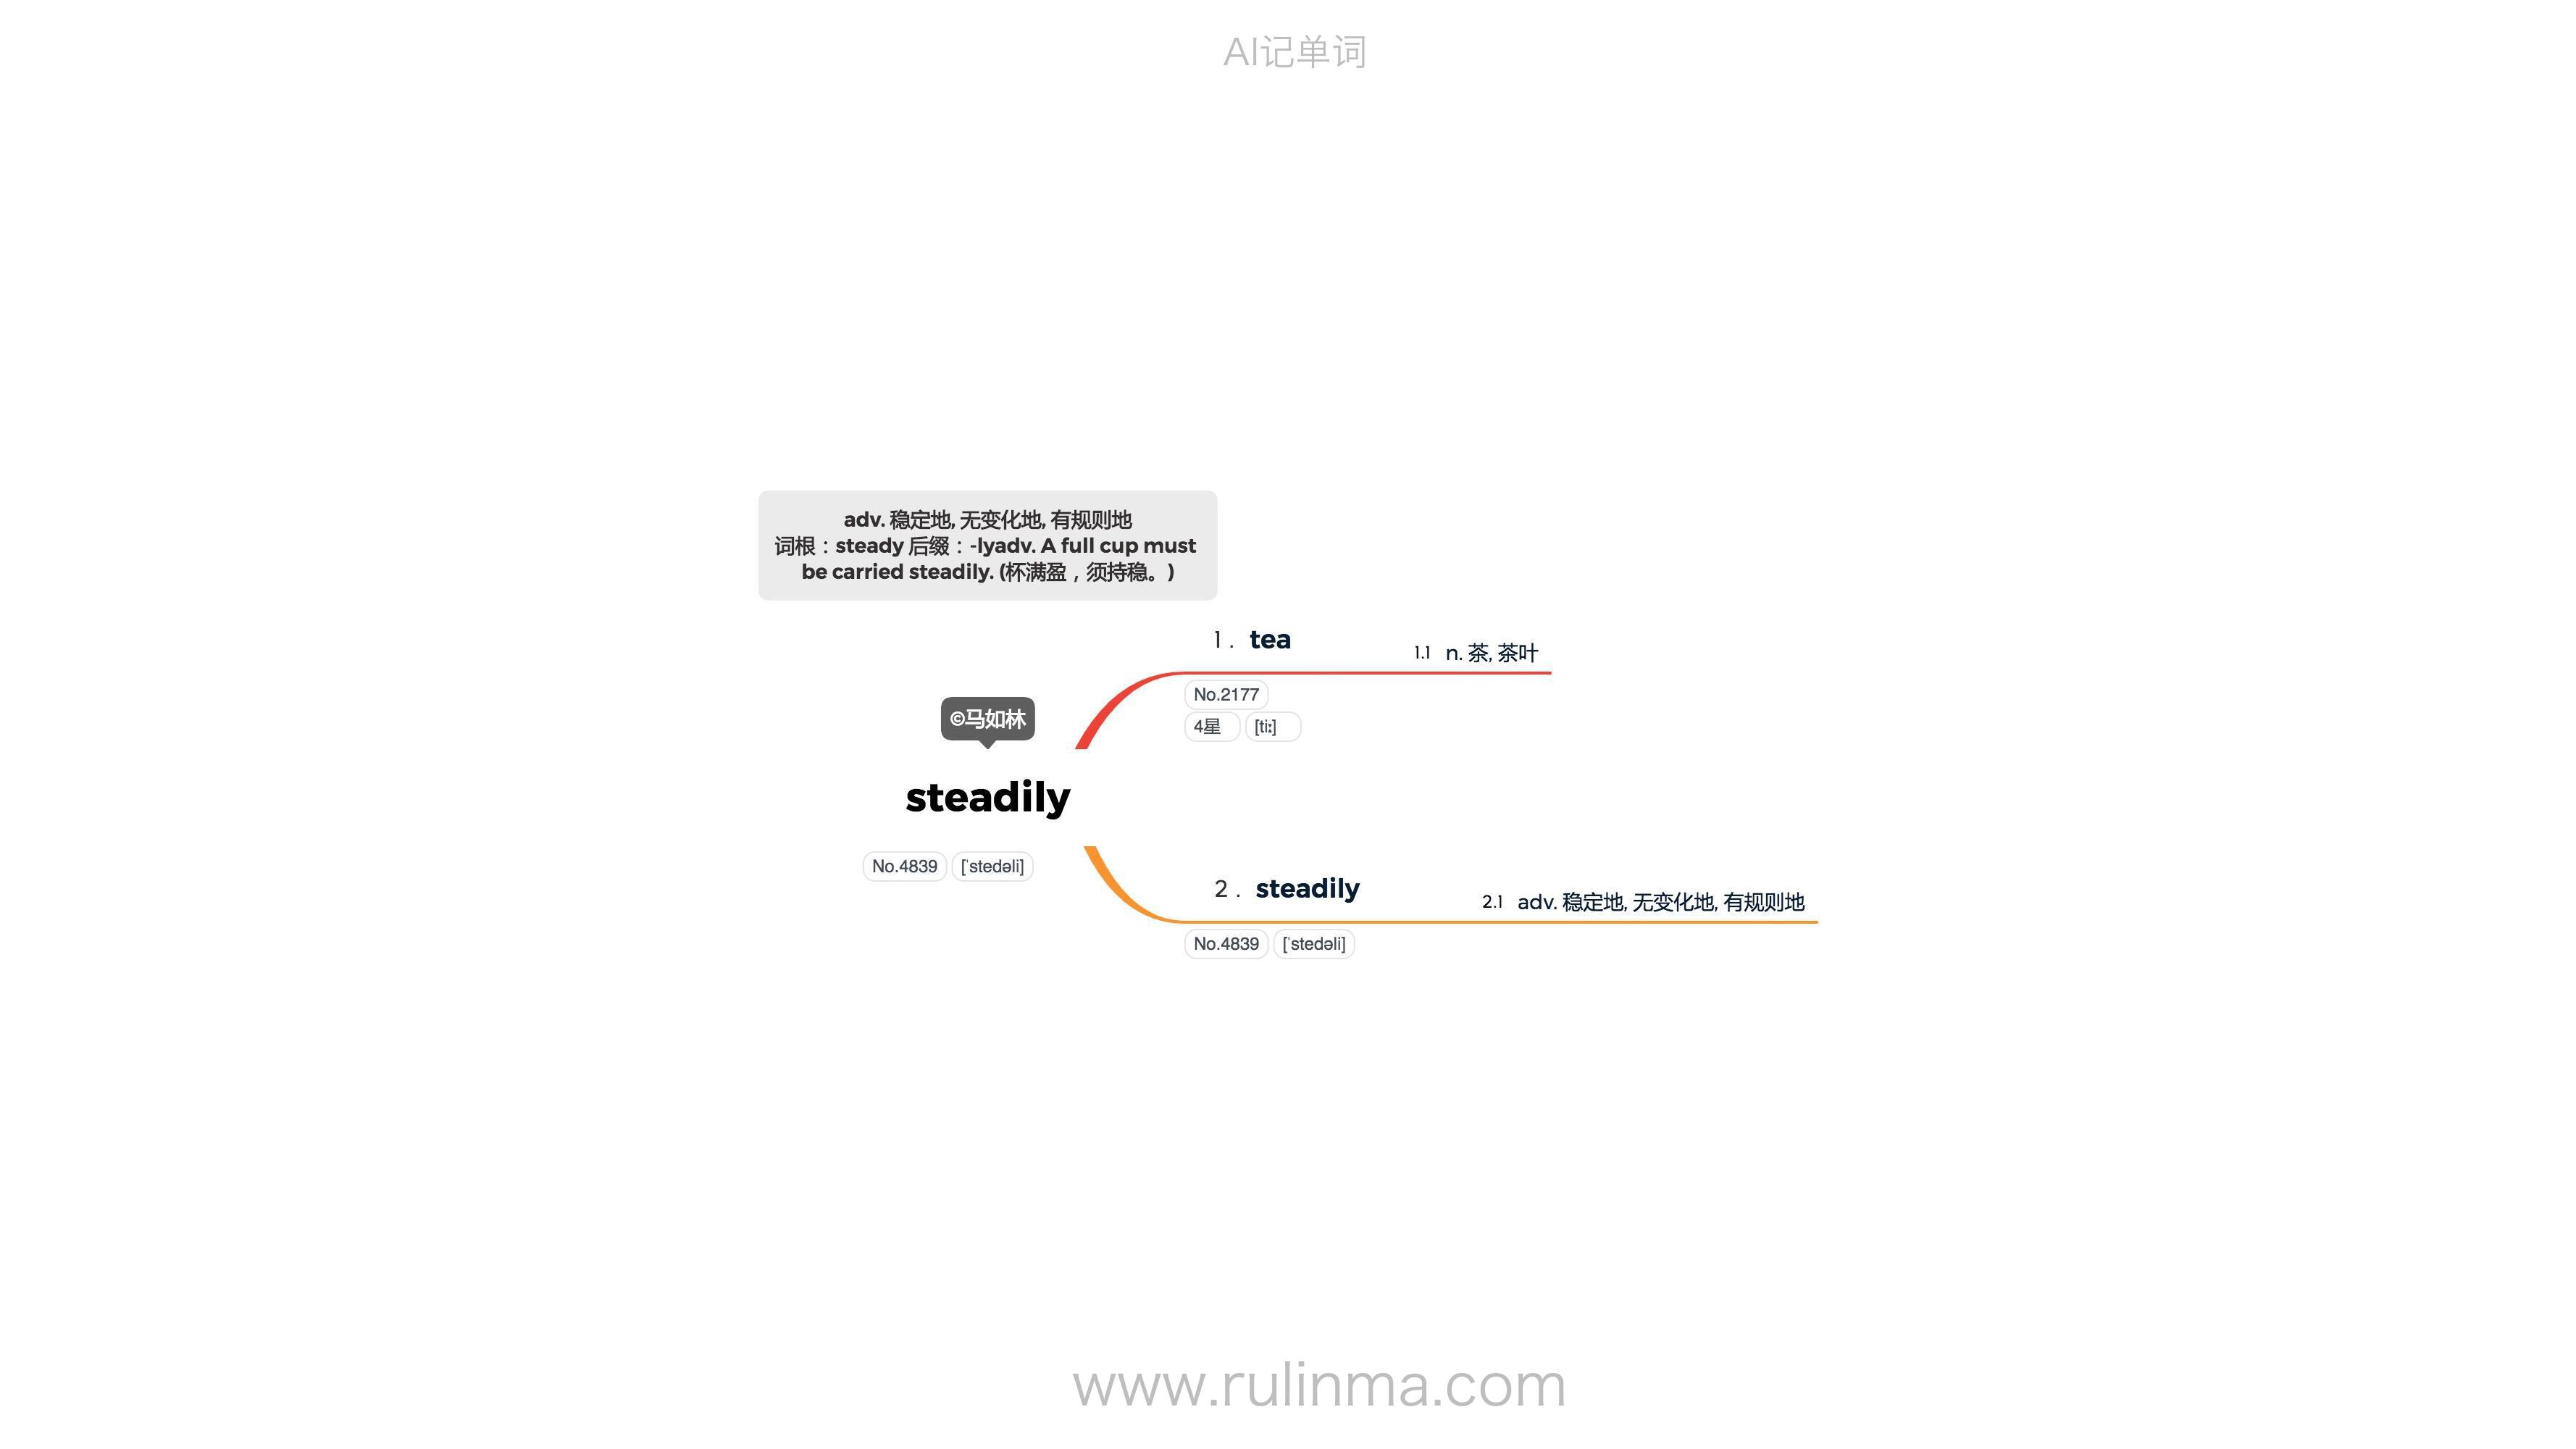 AI记单词
adv. 稳定地, 无变化地, 有规则地
词根：steady 后缀：-lyadv. A full cup must
be carried steadily. (杯满盈，须持稳。)
1. tea
1.1 n. 茶, 茶叶
No.2177
4星 [tiː]
©马如林
steadily
No.4839 [ˈstedəli]
2. steadily
2.1 adv. 稳定地, 无变化地, 有规则地
No.4839 [ˈstedəli]
www.rulinma.com